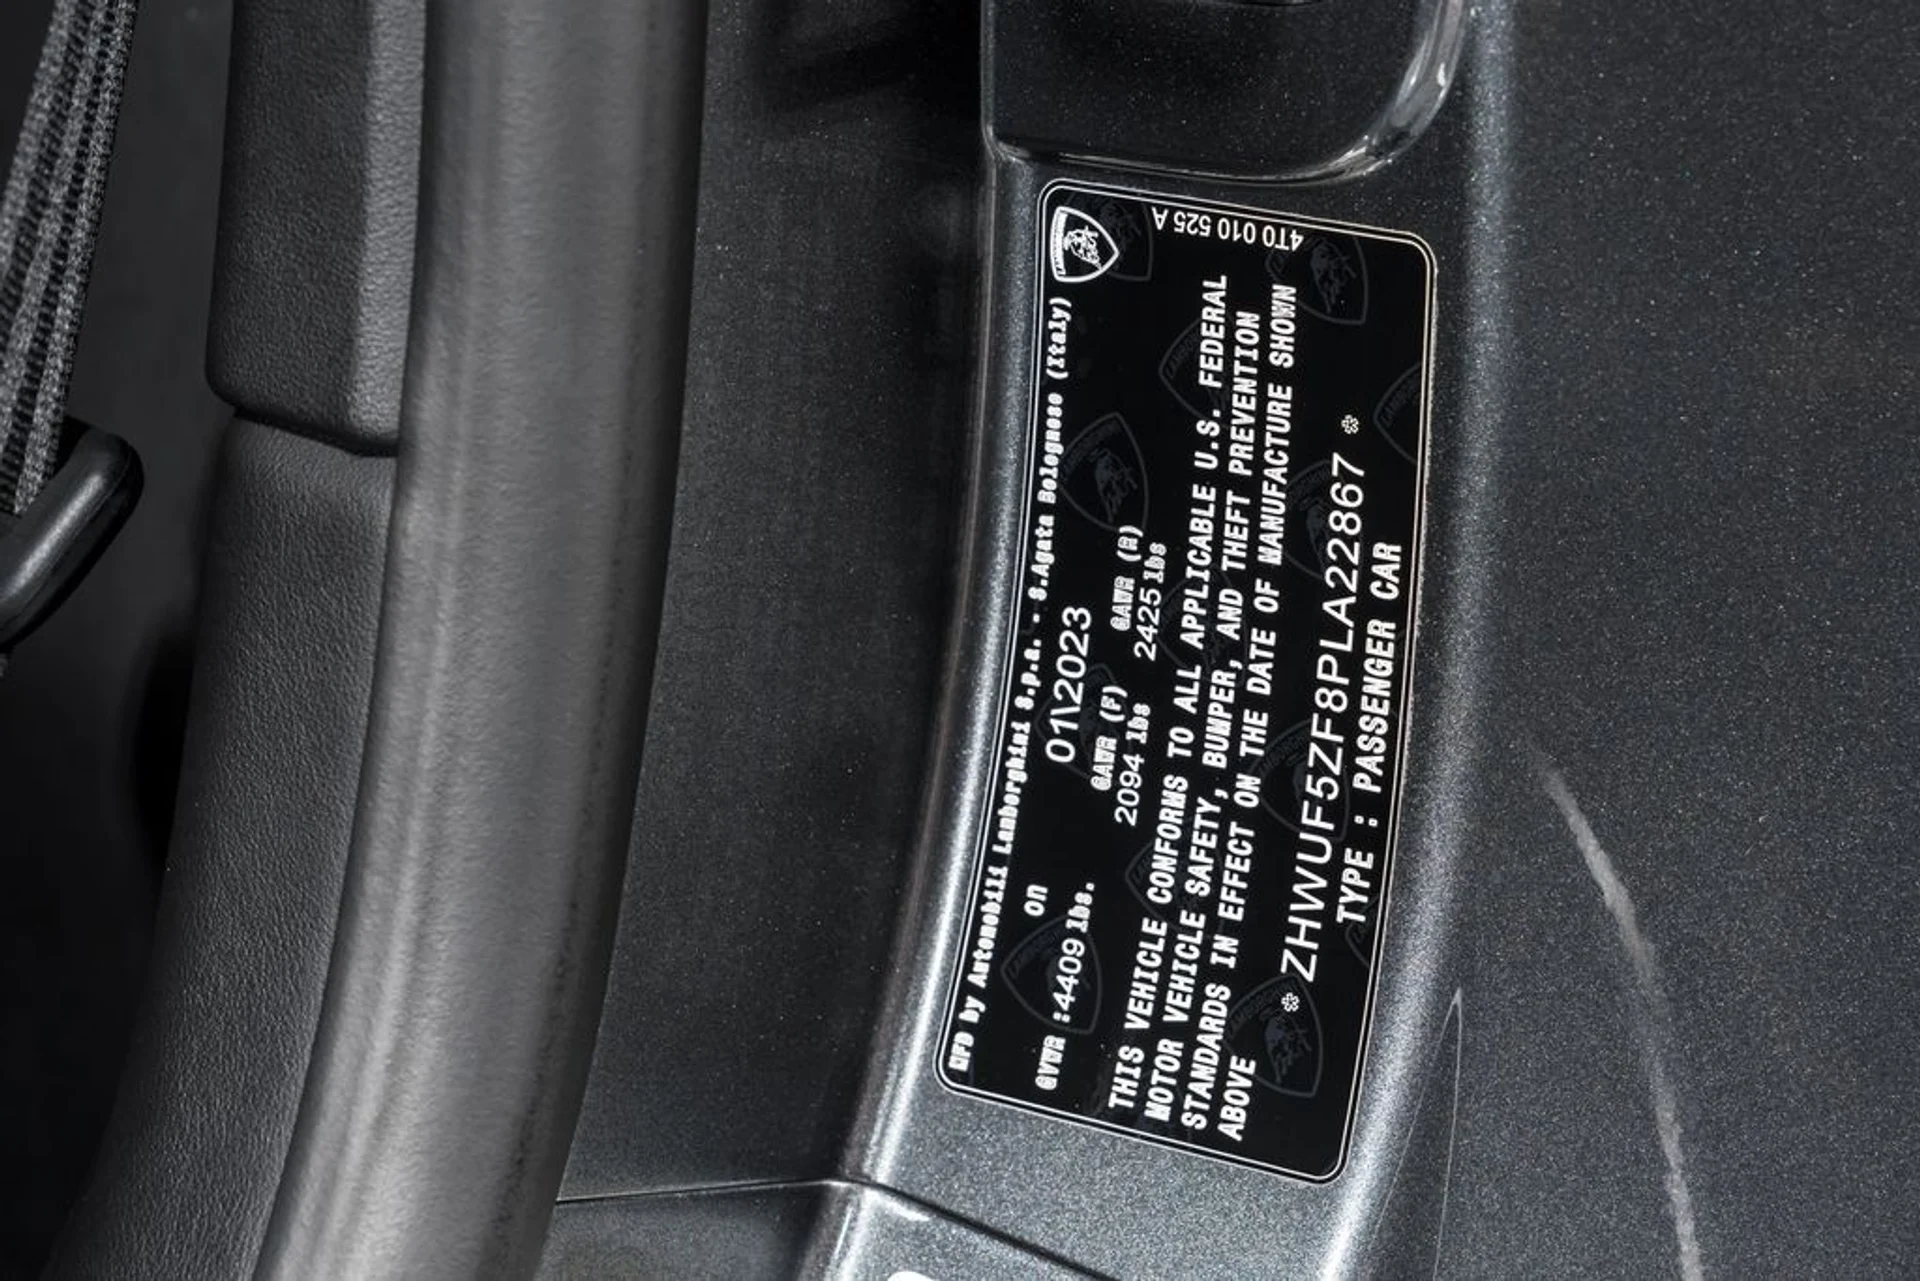 MFD by Automobili Lamborghini S.p.a. - S.Agata Bolognese (Italy)
on 01\2023
GVWR :4409 lbs. GAWR (F) GAWR (R)
2094 lbs 2425 lbs
THIS VEHICLE CONFORMS TO ALL APPLICABLE U.S. FEDERAL
MOTOR VEHICLE SAFETY, BUMPER, AND THEFT PREVENTION
STANDARDS IN EFFECT ON THE DATE OF MANUFACTURE SHOWN
ABOVE
* ZHWUF5ZF8PLA22867 *
TYPE : PASSENGER CAR
4T0 010 525 A
LAMBORGHINI